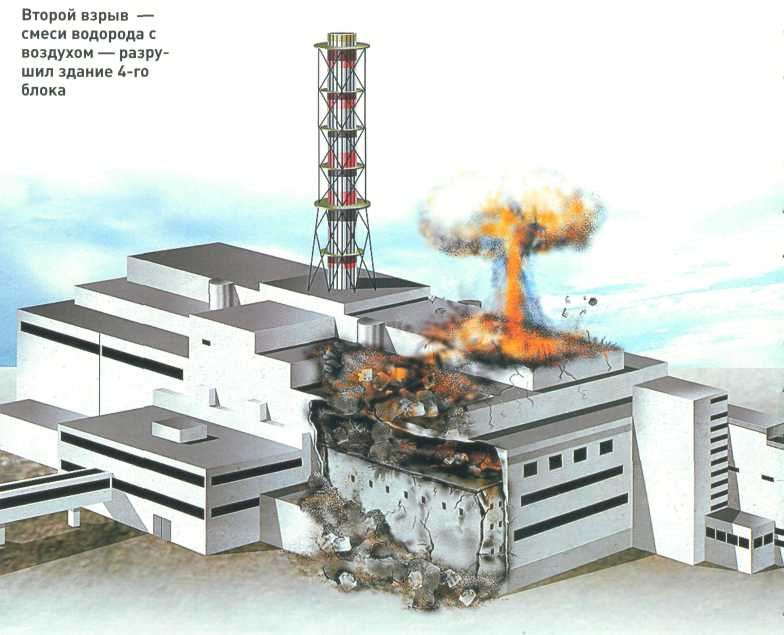 Второй взрыв —
смеси водорода с
воздухом — разру-
шил здание 4-го
блока